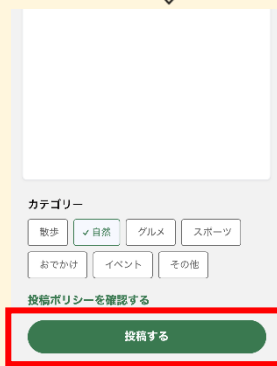 カテゴリー
散歩 ✓自然 グルメ スポーツ
おでかけ イベント その他
投稿ポリシーを確認する
投稿する